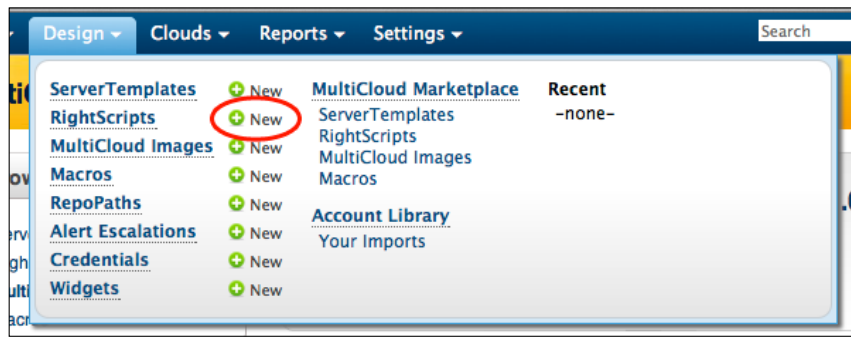 Design Clouds Reports Settings Search
ServerTemplates New MultiCloud Marketplace Recent
RightScripts New ServerTemplates -none-
MultiCloud Images New RightScripts
Macros New MultiCloud Images
RepoPaths New Macros
Alert Escalations New Account Library
Credentials New Your Imports
Widgets New